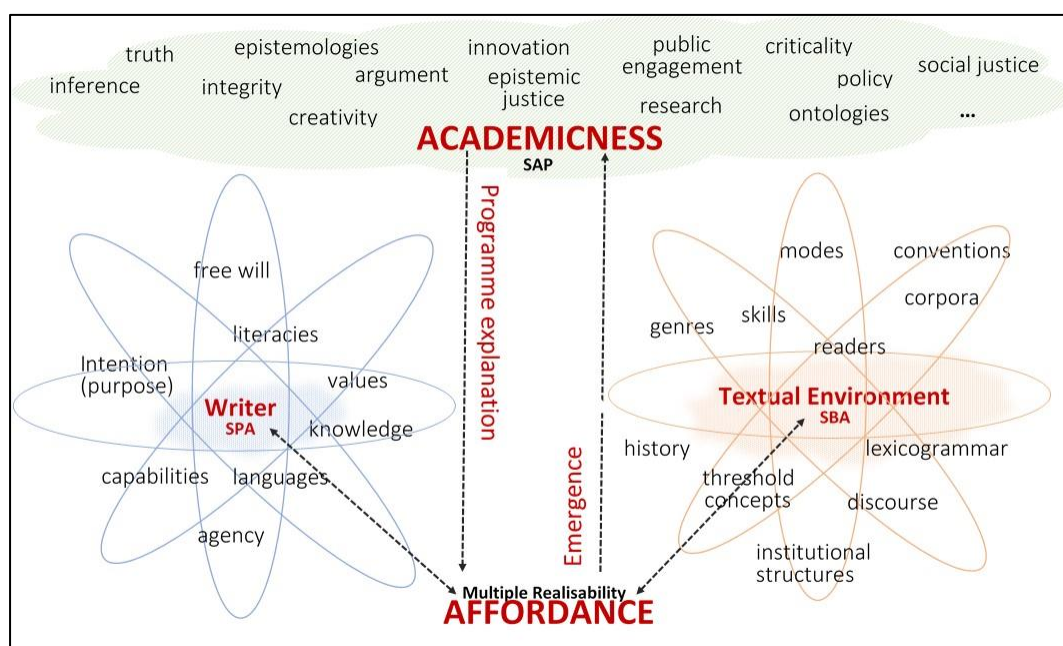 truth
epistemologies
innovation
public
engagement
criticality
social justice
inference
integrity
argument
epistemic
justice
policy
creativity
research
ontologies
...
ACADEMICNESS
SAP
Programme explanation
Emergence
free will
literacies
Intention
(purpose)
values
Writer
SPA
knowledge
capabilities
languages
agency
modes
conventions
corpora
genres
skills
readers
Textual Environment
SBA
history
lexicogrammar
threshold
concepts
discourse
institutional
structures
Multiple Realisability
AFFORDANCE